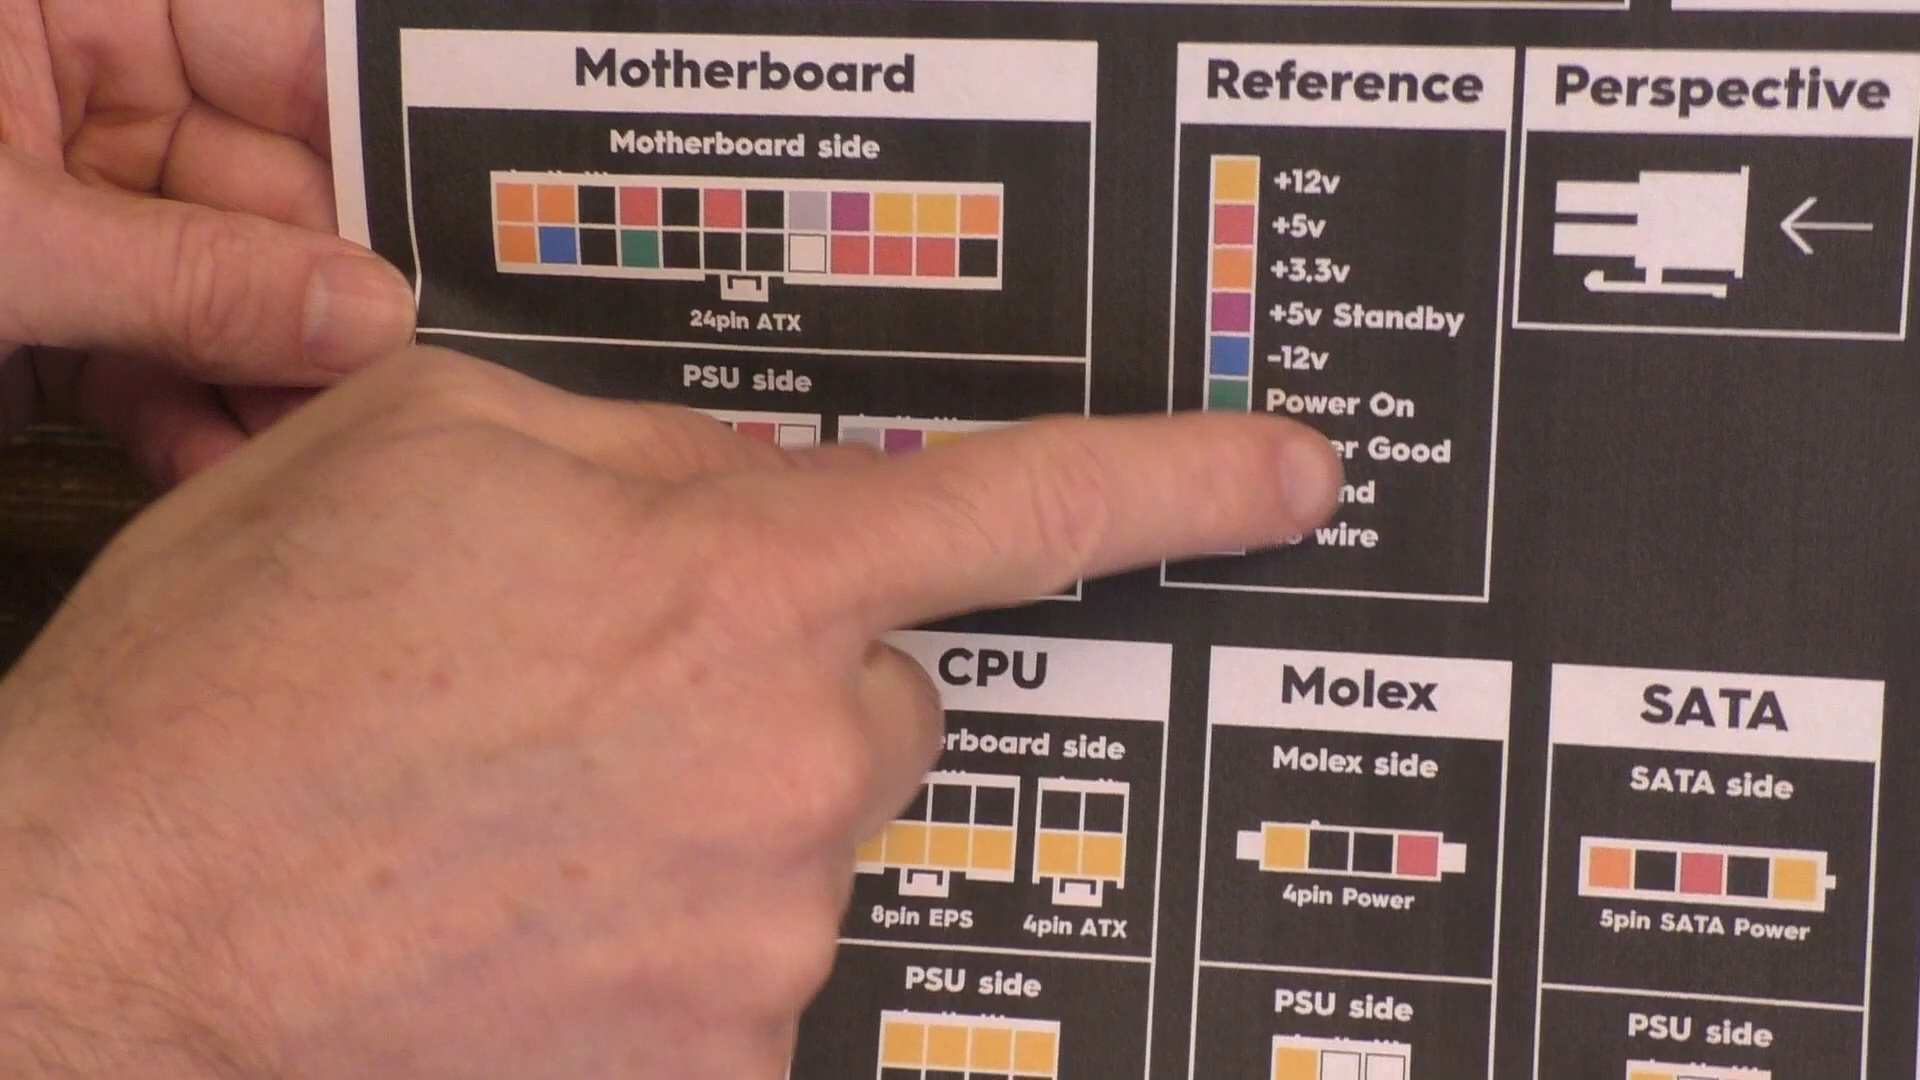 Motherboard
Motherboard side
24pin ATX
PSU side
Reference
+12v
+5v
+3.3v
+5v Standby
-12v
Power On
Good
wire
Perspective
CPU
side
8pin EPS
4pin ATX
PSU side
Molex
Molex side
4pin Power
PSU side
SATA
SATA side
5pin SATA Power
PSU side